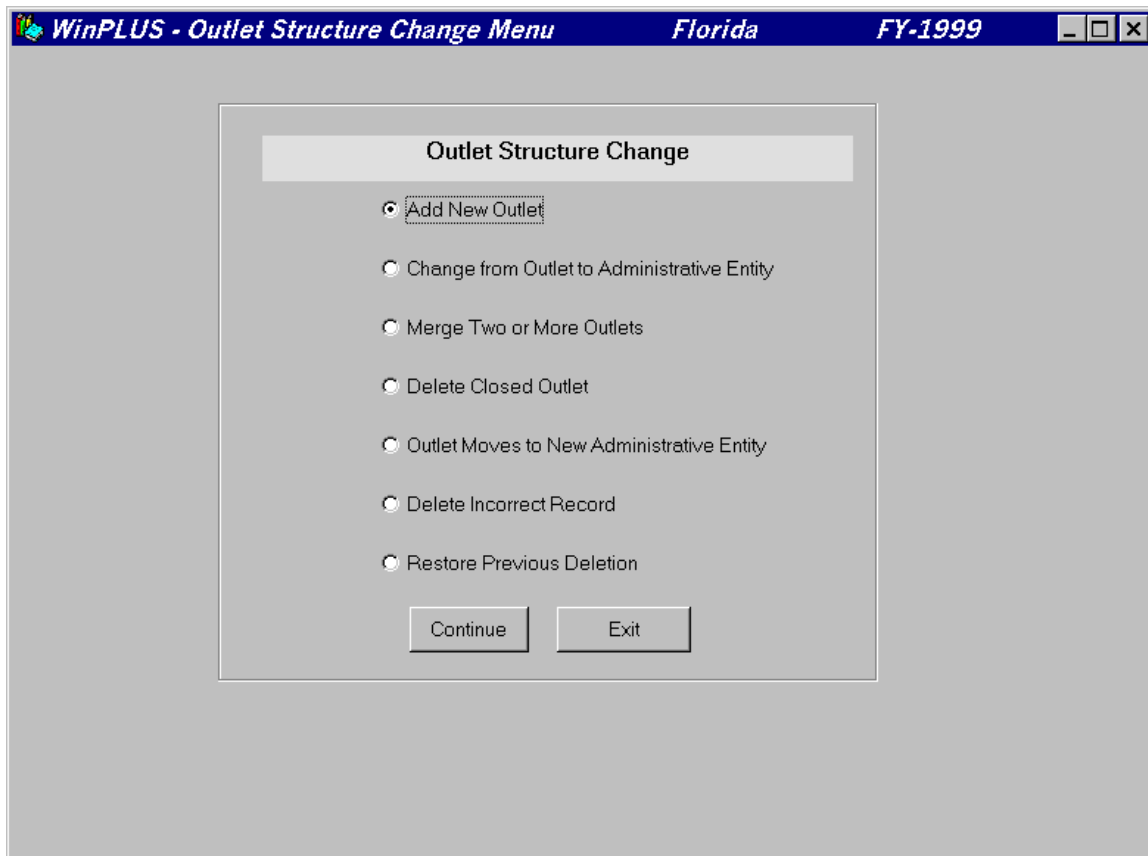 WinPLUS - Outlet Structure Change Menu Florida FY-1999
Outlet Structure Change
Add New Outlet
Change from Outlet to Administrative Entity
Merge Two or More Outlets
Delete Closed Outlet
Outlet Moves to New Administrative Entity
Delete Incorrect Record
Restore Previous Deletion
Continue Exit